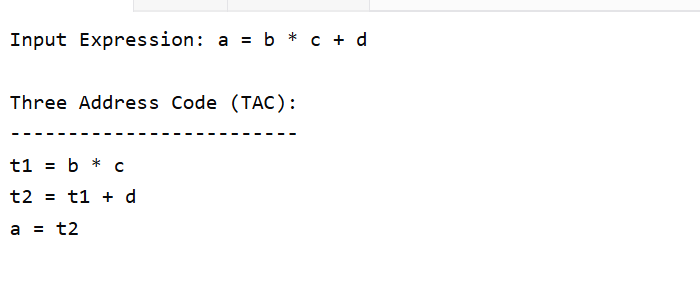 Input Expression: a = b * c + d
Three Address Code (TAC):
-------------------------
t1 = b * c
t2 = t1 + d
a = t2